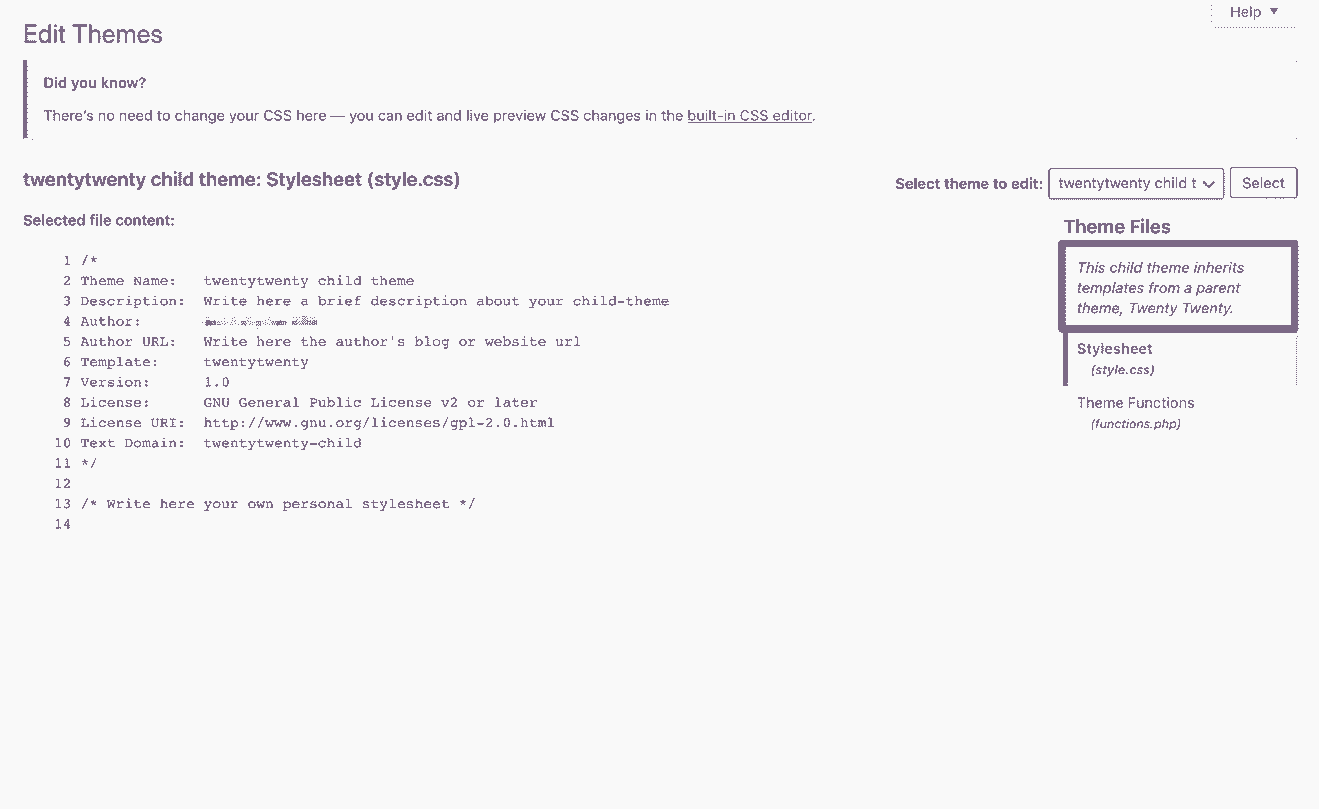 Help ▼
Edit Themes
Did you know?
There's no need to change your CSS here — you can edit and live preview CSS changes in the built-in CSS editor.
twentytwenty child theme: Stylesheet (style.css)
Select theme to edit: twentytwenty child t Select
Selected file content:
Theme Files
1 /*
2 Theme Name: twentytwenty child theme
3 Description: Write here a brief description about your child-theme
4 Author:
5 Author URL: Write here the author's blog or website url
6 Template: twentytwenty
7 Version: 1.0
8 License: GNU General Public License v2 or later
9 License URI: http://www.gnu.org/licenses/gpl-2.0.html
10 Text Domain: twentytwenty-child
11 */
12
13 /* Write here your own personal stylesheet */
14
This child theme inherits
templates from a parent
theme, Twenty Twenty.
Stylesheet
(style.css)
Theme Functions
(functions.php)